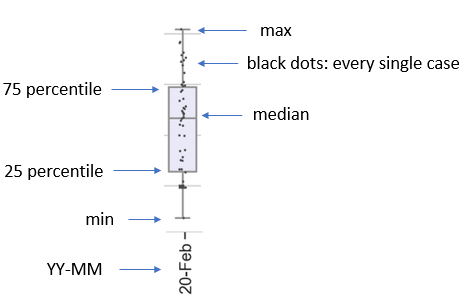 max
black dots: every single case
75 percentile
median
25 percentile
min
YY-MM
20-Feb